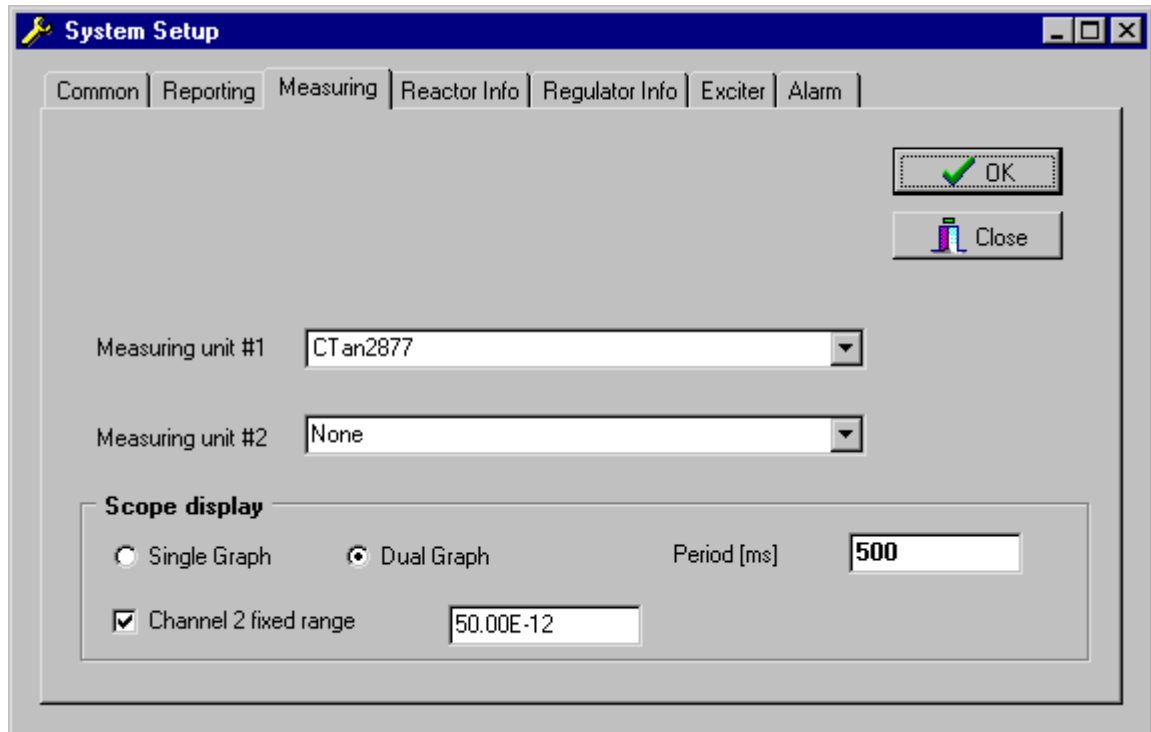 System Setup
Common Reporting Measuring Reactor Info Regulator Info Exciter Alarm
OK
Close
Measuring unit #1 CTan2877
Measuring unit #2 None
Scope display
Single Graph Dual Graph Period [ms] 500
Channel 2 fixed range 50.00E-12